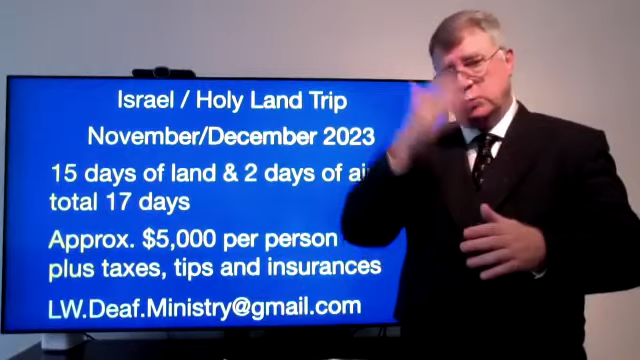 Israel / Holy Land Trip
November/December 2023
15 days of land & 2 days of
total 17 days
Approx. $5,000 per person
plus taxes, tips and insurances
LW.Deaf.Ministry@gmail.com